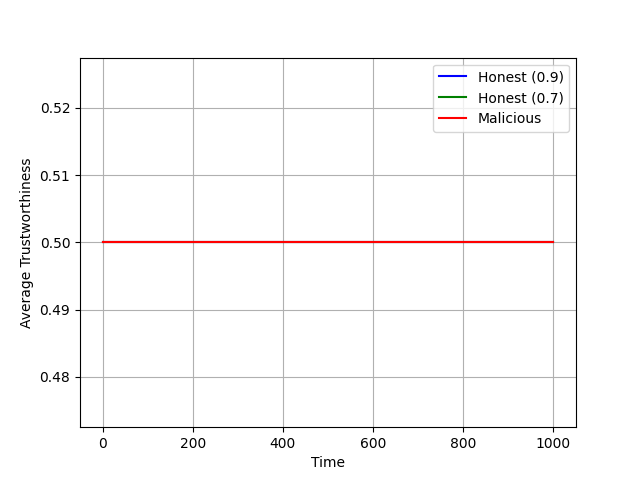 Honest (0.9)
Honest (0.7)
Malicious
0.52
0.51
0.50
0.49
0.48
Average Trustworthiness
0 200 400 600 800 1000
Time